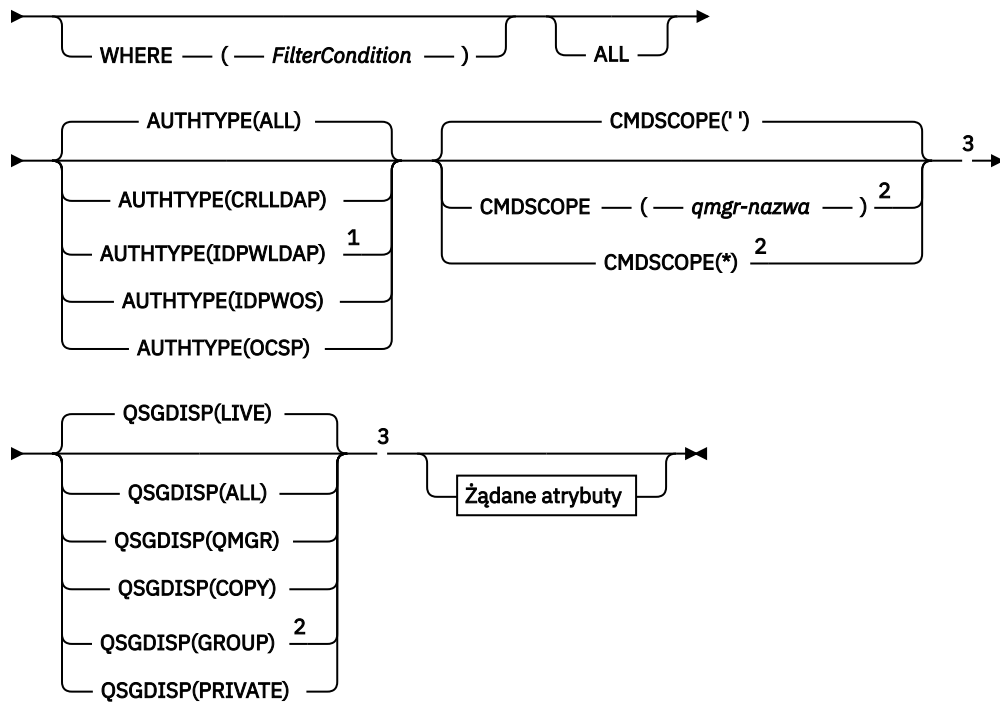 WHERE ( FilterCondition )
ALL
AUTHTYPE(ALL)
AUTHTYPE(CRLLDAP)
AUTHTYPE(IDPWLDAP) 1
AUTHTYPE(IDPWOS)
AUTHTYPE(OCSP)
CMDSCOPE(' ')
CMDSCOPE ( qmgr-nazwa ) 2
CMDSCOPE(*) 2
3
QSGDISP(LIVE)
QSGDISP(ALL)
QSGDISP(QMGR)
QSGDISP(COPY)
QSGDISP(GROUP) 2
QSGDISP(PRIVATE)
3
Żądane atrybuty